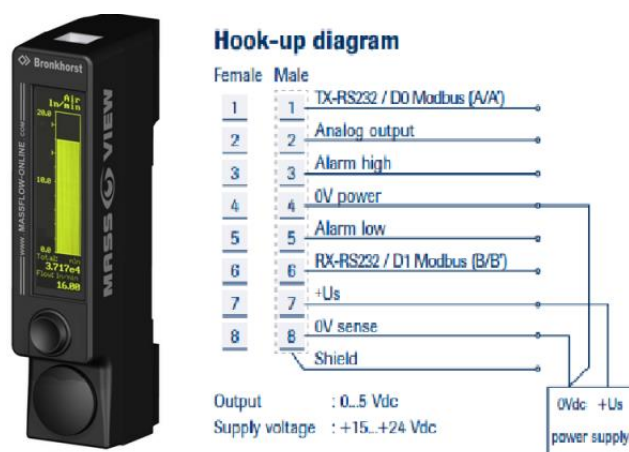 Bronkhorst
Air
ln/min
20.0
10.0
0.0
Total:
3.717e4
Flow ln/min
16.00
www.MASSFLOW-ONLINE.com
MASS VIEW
Hook-up diagram
Female Male
1 1 TX-RS232 / D0 Modbus (A/A')
2 2 Analog output
3 3 Alarm high
4 4 0V power
5 5 Alarm low
6 6 RX-RS232 / D1 Modbus (B/B')
7 7 +Us
8 8 0V sense
Shield
Output : 0...5 Vdc
Supply voltage : +15...+24 Vdc
0Vdc +Us
power supply